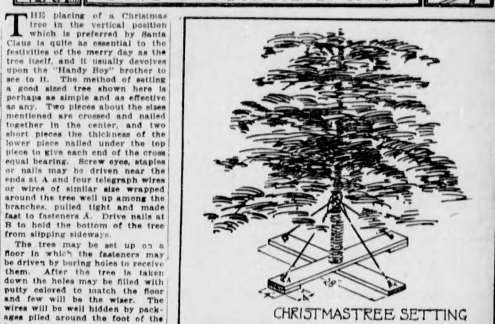 THE placing of a Christmas
tree in the vertical position
which is preferred by Santa
Claus is quite as essential to the
festivities of the merry day as the
tree itself, and it usually devolves
upon the "Handy Boy" brother to
see to it. The method of setting
a good sized tree shown here is
perhaps as simple and as effective
as any. Two pieces about the sizes
mentioned are crossed and nailed
together in the center, and two
short pieces the thickness of the
lower piece nailed under the top
piece to give each end of the cross
equal bearing. Screw eyes, staples
or nails may be driven near the
ends at A and four telegraph wires
or wires of similar size wrapped
around the tree well up among the
branches, pulled tight and made
fast to fasteners A. Drive nails at
B to hold the bottom of the tree
from slipping sideways.
The tree may be set up on a
floor in which the fasteners may
be driven by boring holes to receive
them. After the tree is taken
down the holes may be filled with
putty colored to match the floor
and few will be the wiser. The
wires will be well hidden by pack-
ages piled around the foot of the
A
CHRISTMASTREE SETTING